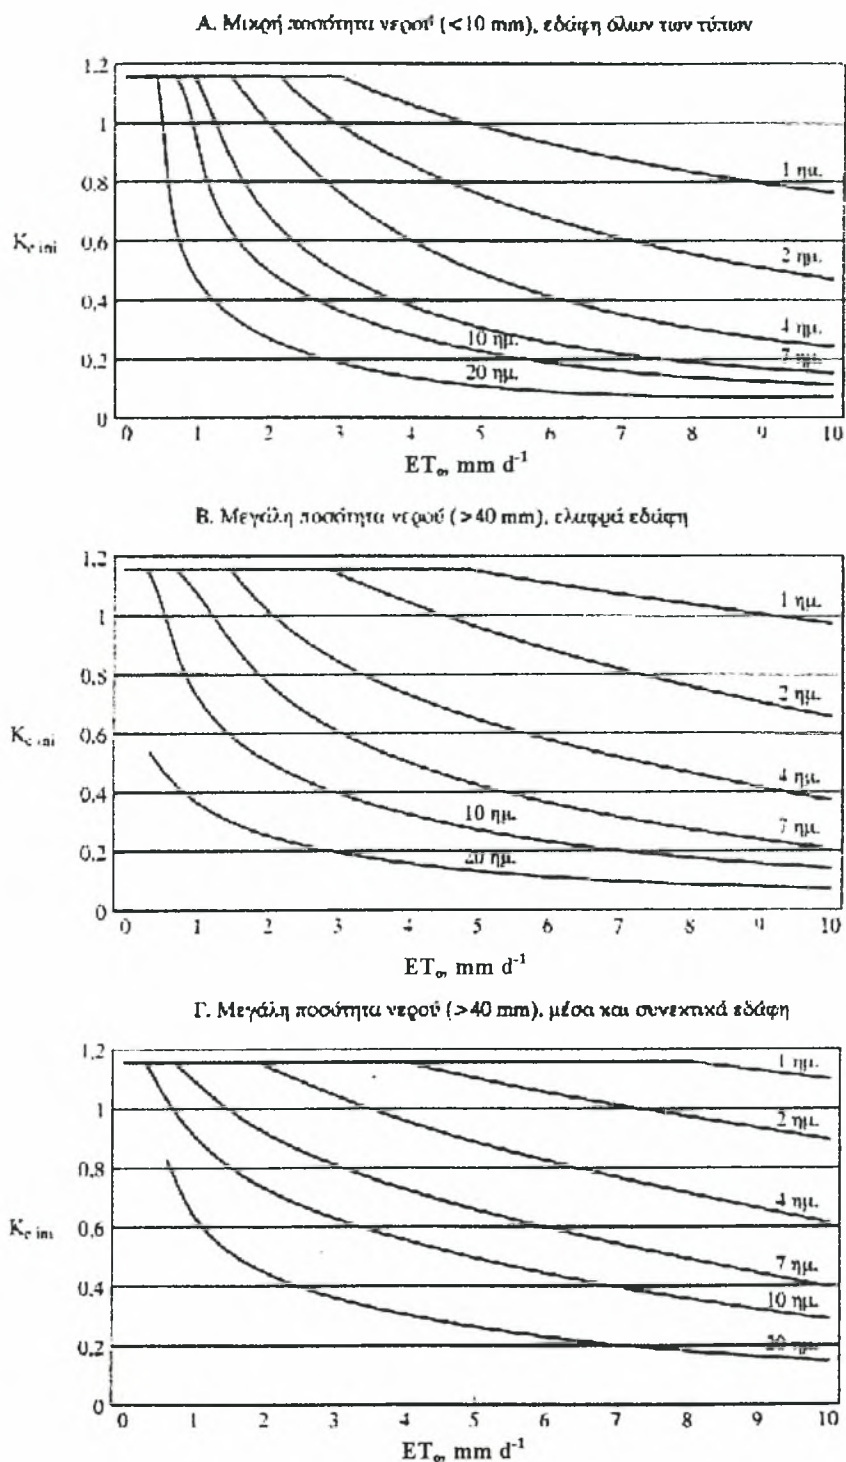 Α. Μικρή ποσότητα νερού (<10 mm), εδάφη όλων των τύπων
1.2
1
0.8
0.6
0.4
0.2
0
K c ini
1 ημ.
2 ημ.
4 ημ.
7 ημ.
10 ημ.
20 ημ.
0 1 2 3 4 5 6 7 8 9 10
ETo, mm d-1
Β. Μεγάλη ποσότητα νερού (>40 mm), ελαφρά εδάφη
1.2
1
0.8
0.6
0.4
0.2
0
K c ini
1 ημ.
2 ημ.
4 ημ.
7 ημ.
10 ημ.
20 ημ.
0 1 2 3 4 5 6 7 8 9 10
ETo, mm d-1
Γ. Μεγάλη ποσότητα νερού (>40 mm), μέσα και συνεκτικά εδάφη
1.2
1
0.8
0.6
0.4
0.2
0
K c ini
1 ημ.
2 ημ.
4 ημ.
7 ημ.
10 ημ.
20 ημ.
0 1 2 3 4 5 6 7 8 9 10
ETo, mm d-1